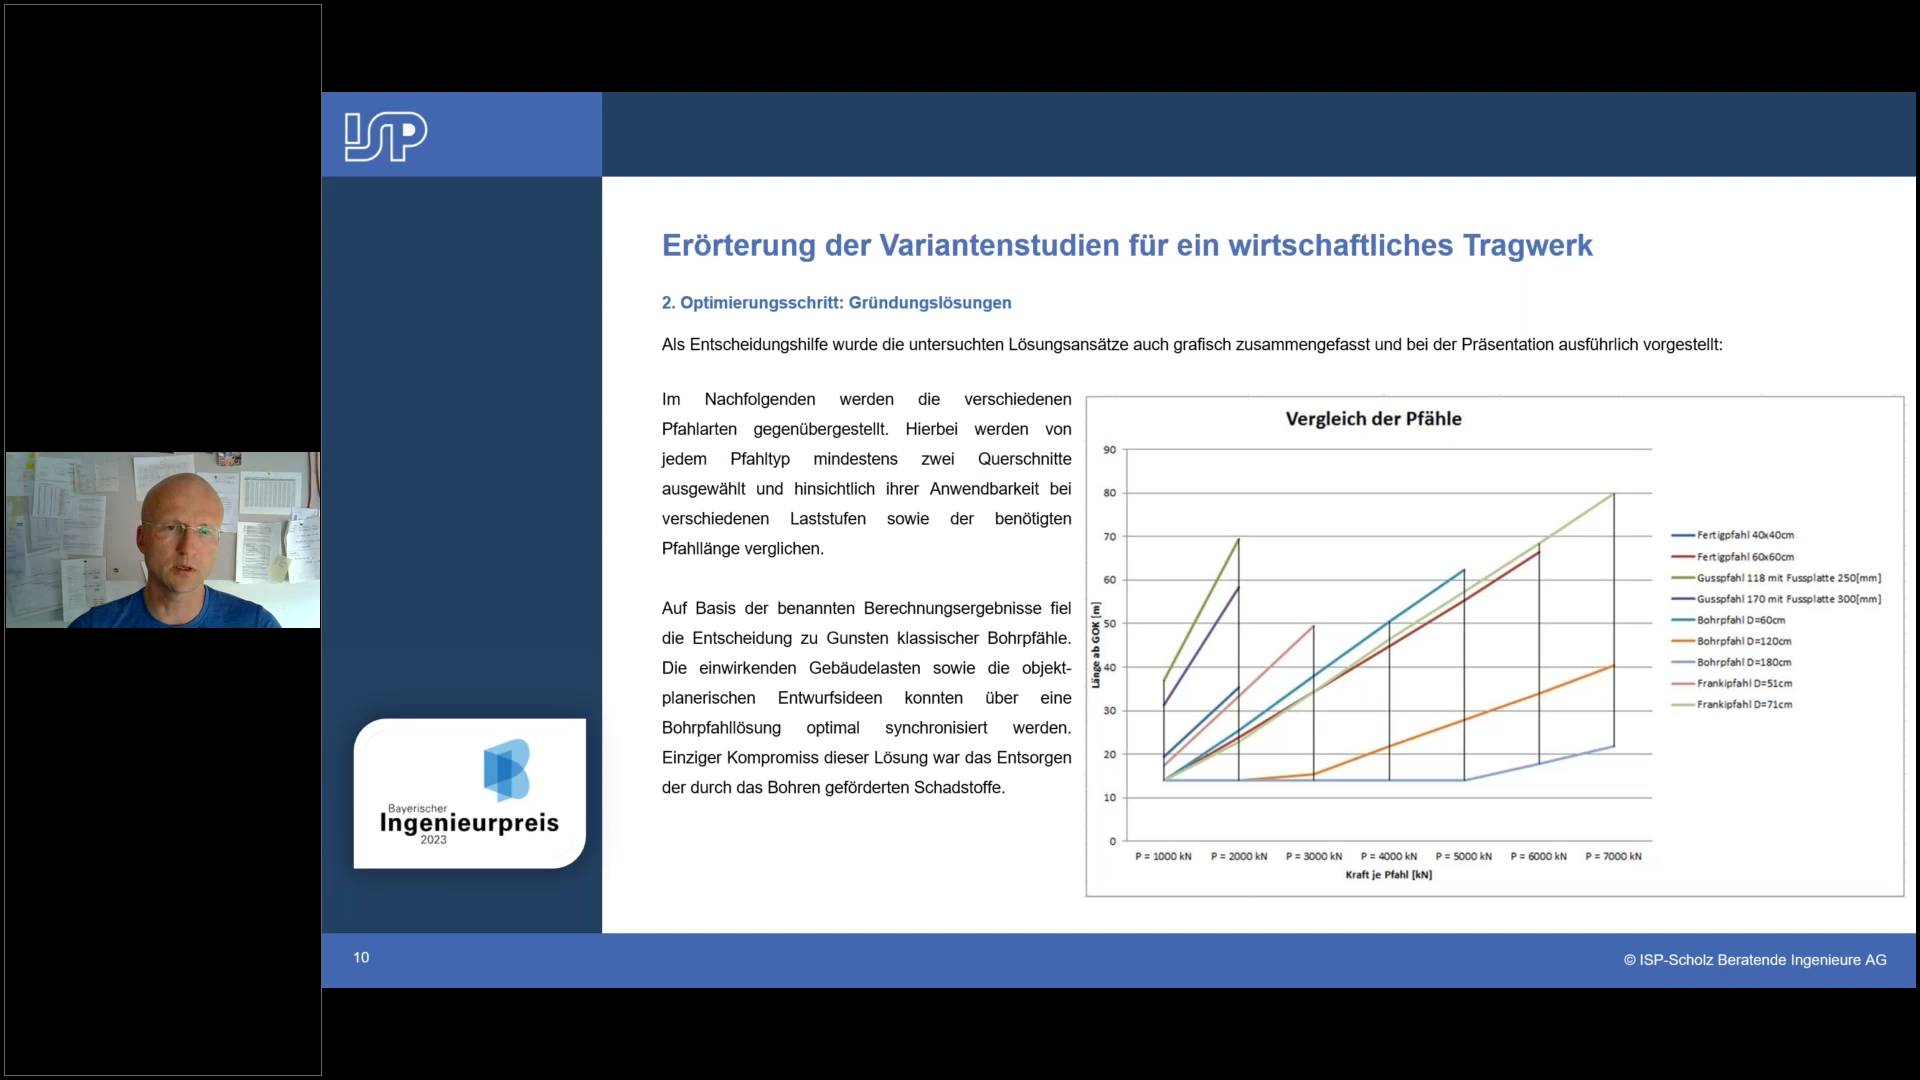 ISP
Erörterung der Variantenstudien für ein wirtschaftliches Tragwerk
2. Optimierungsschritt: Gründungslösungen
Als Entscheidungshilfe wurde die untersuchten Lösungsansätze auch grafisch zusammengefasst und bei der Präsentation ausführlich vorgestellt:
Im Nachfolgenden werden die verschiedenen
Pfahlarten gegenübergestellt. Hierbei werden von
jedem Pfahltyp mindestens zwei Querschnitte
ausgewählt und hinsichtlich ihrer Anwendbarkeit bei
verschiedenen Laststufen sowie der benötigten
Pfahllänge verglichen.
Auf Basis der benannten Berechnungsergebnisse fiel
die Entscheidung zu Gunsten klassischer Bohrpfähle.
Die einwirkenden Gebäudelasten sowie die objekt-
planerischen Entwurfsideen konnten über eine
Bohrpfahllösung optimal synchronisiert werden.
Einziger Kompromiss dieser Lösung war das Entsorgen
der durch das Bohren geförderten Schadstoffe.
Vergleich der Pfähle
90
80
70
60
50
40
30
20
10
0
Länge ab GOK [m]
P = 1000 kN P = 2000 kN P = 3000 kN P = 4000 kN P = 5000 kN P = 6000 kN P = 7000 kN
Kraft je Pfahl [kN]
Fertigpfahl 40x40cm
Fertigpfahl 60x60cm
Gusspfahl 118 mit Fussplatte 250[mm]
Gusspfahl 170 mit Fussplatte 300[mm]
Bohrpfahl D=60cm
Bohrpfahl D=120cm
Bohrpfahl D=180cm
Frankipfahl D=51cm
Frankipfahl D=71cm
Bayerischer
Ingenieurpreis
2023
10
© ISP-Scholz Beratende Ingenieure AG